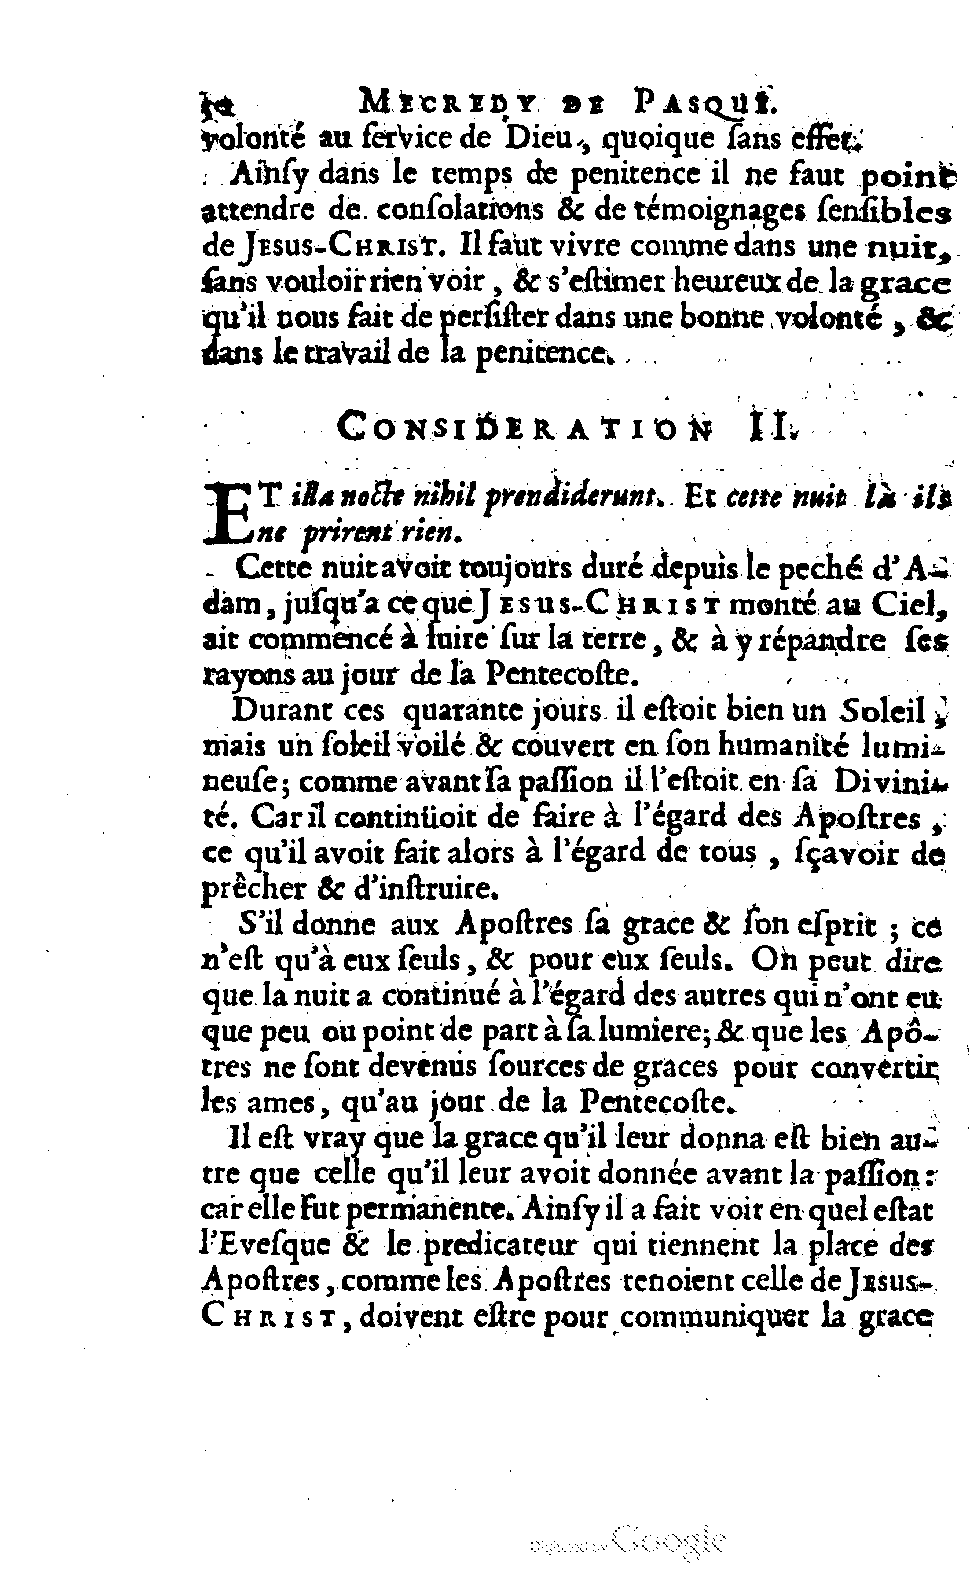 MECREDY DE PASQUE.
volonté au ſervice de Dieu, quoique ſans effet.
Ainſy dans le temps de penitence il ne faut point
attendre de conſolations & de témoignages ſenſibles
de JESUS-CHRIST. Il faut vivre comme dans une nuit,
ſans vouloir rien voir, & s'eſtimer heureux de la grace
qu'il nous fait de perſiſter dans une bonne volonté, &
dans le travail de la penitence.
CONSIDERATION II.
ET illa nocte nihil prendiderunt. Et cette nuit là ils
ne prirent rien.
Cette nuit avoit toujours duré depuis le peché d'A-
dam, juſqu'a ce que JESUS-CHRIST monté au Ciel,
ait commencé à luire ſur la terre, & à y répandre ſes
rayons au jour de la Pentecoſte.
Durant ces quarante jours il eſtoit bien un Soleil,
mais un ſoleil voilé & couvert en ſon humanité lumi-
neuſe; comme avant ſa paſſion il l'eſtoit en ſa Divini-
té. Car il continüoit de faire à l'égard des Apoſtres,
ce qu'il avoit fait alors à l'égard de tous, ſçavoir de
prêcher & d'inſtruire.
S'il donne aux Apoſtres ſa grace & ſon eſprit; ce
n'eſt qu'à eux ſeuls, & pour eux ſeuls. On peut dire
que la nuit a continué à l'égard des autres qui n'ont eu
que peu ou point de part à ſa lumiere; & que les Apô-
tres ne ſont devenus ſources de graces pour convertir
les ames, qu'au jour de la Pentecoſte.
Il eſt vray que la grace qu'il leur donna eſt bien au-
tre que celle qu'il leur avoit donnée avant la paſſion:
car elle fut permanente. Ainſy il a fait voir en quel eſtat
l'Eveſque & le predicateur qui tiennent la place des
Apoſtres, comme les Apoſtres tenoient celle de JESUS-
CHRIST, doivent eſtre pour communiquer la grace
Google